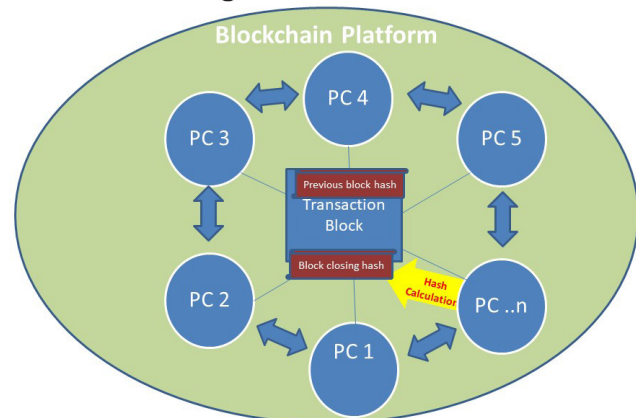 Blockchain Platform
PC 4
PC 3
PC 5
Previous block hash
Transaction
Block
Block closing hash
Hash
Calculation
PC 2
PC ..n
PC 1